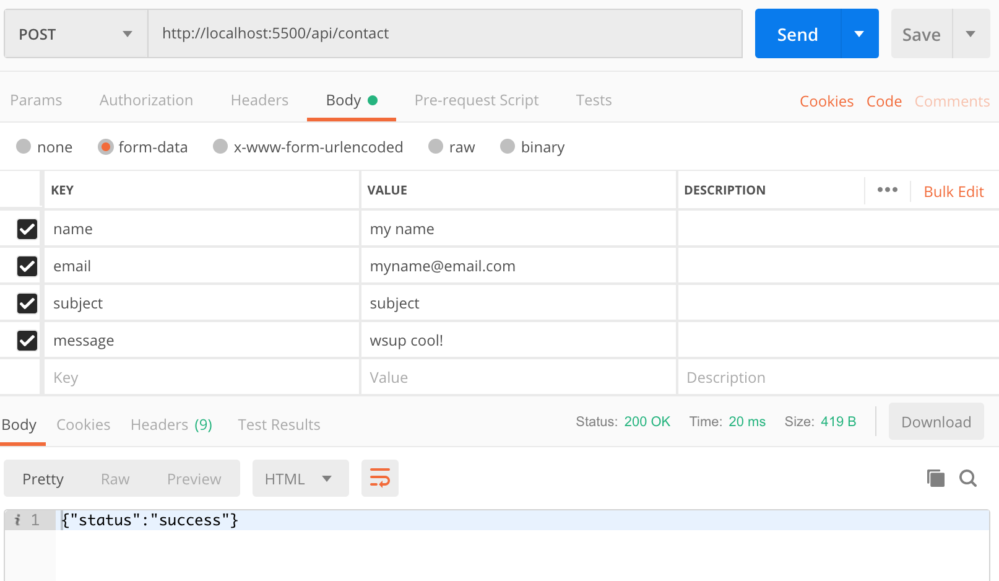 POST http://localhost:5500/api/contact Send Save
Params Authorization Headers Body Pre-request Script Tests Cookies Code Comments
none form-data x-www-form-urlencoded raw binary
KEY VALUE DESCRIPTION Bulk Edit
name my name
email myname@email.com
subject subject
message wsup cool!
Key Value Description
Body Cookies Headers (9) Test Results Status: 200 OK Time: 20 ms Size: 419 B Download
Pretty Raw Preview HTML
i 1 {"status":"success"}